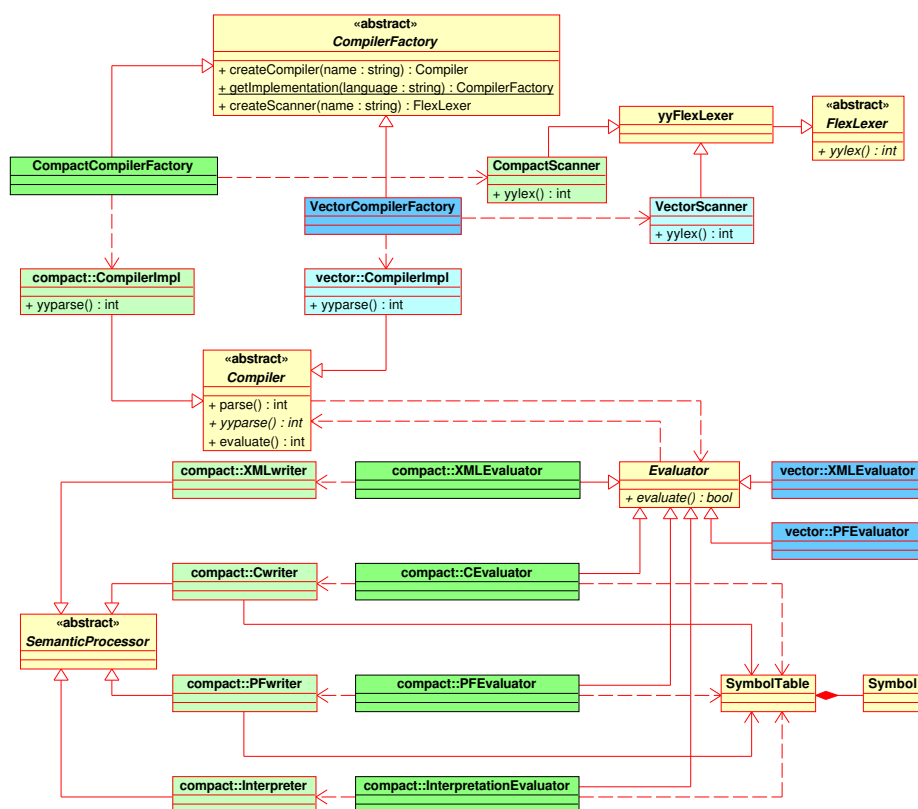 «abstract»
CompilerFactory
+ createCompiler(name : string) : Compiler
+ getImplementation(language : string) : CompilerFactory
+ createScanner(name : string) : FlexLexer
yyFlexLexer
«abstract»
FlexLexer
+ yylex() : int
CompactCompilerFactory
CompactScanner
+ yylex() : int
VectorCompilerFactory
VectorScanner
+ yylex() : int
compact::CompilerImpl
+ yyparse() : int
vector::CompilerImpl
+ yyparse() : int
«abstract»
Compiler
+ parse() : int
+ yyparse() : int
+ evaluate() : int
compact::XMLwriter
compact::XMLEvaluator
Evaluator
+ evaluate() : bool
vector::XMLEvaluator
vector::PFEvaluator
compact::Cwriter
compact::CEvaluator
«abstract»
SemanticProcessor
compact::PFwriter
compact::PFEvaluator
SymbolTable
Symbol
compact::Interpreter
compact::InterpretationEvaluator